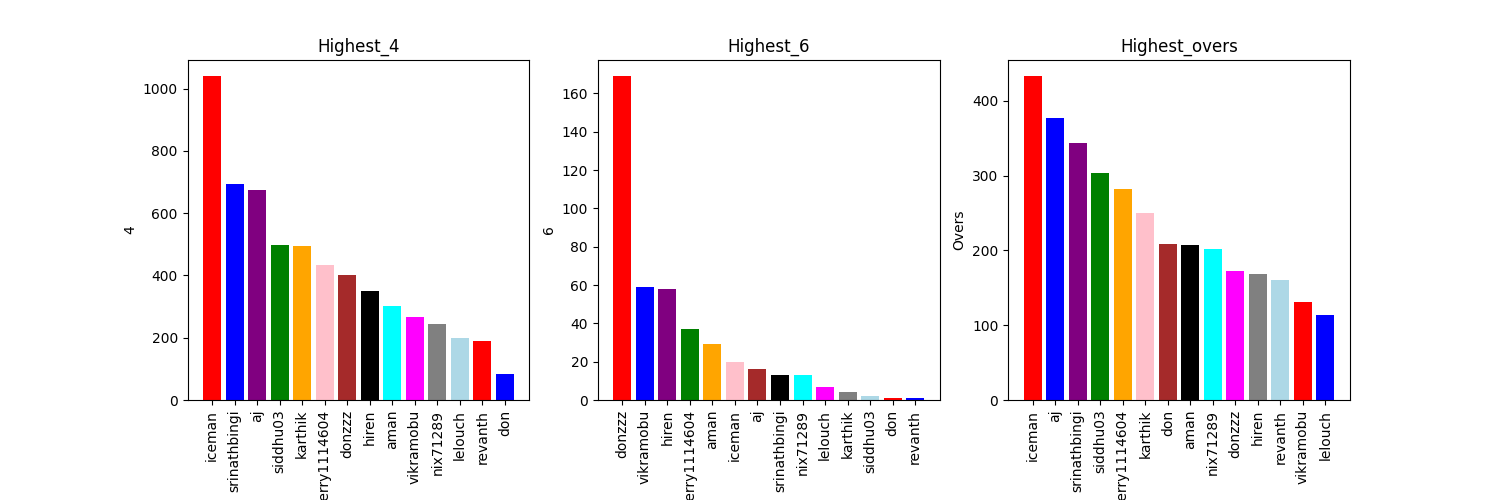 Highest_4
4
1000
800
600
400
200
0
iceman
srinathbingi
aj
siddhu03
karthik
erry1114604
donzzz
hiren
aman
vikramobu
nix71289
lelouch
revanth
don
Highest_6
6
160
140
120
100
80
60
40
20
0
donzzz
vikramobu
hiren
erry1114604
aman
iceman
aj
srinathbingi
nix71289
lelouch
karthik
siddhu03
don
revanth
Highest_overs
Overs
400
300
200
100
0
iceman
aj
srinathbingi
siddhu03
erry1114604
karthik
don
aman
nix71289
donzzz
hiren
revanth
vikramobu
lelouch